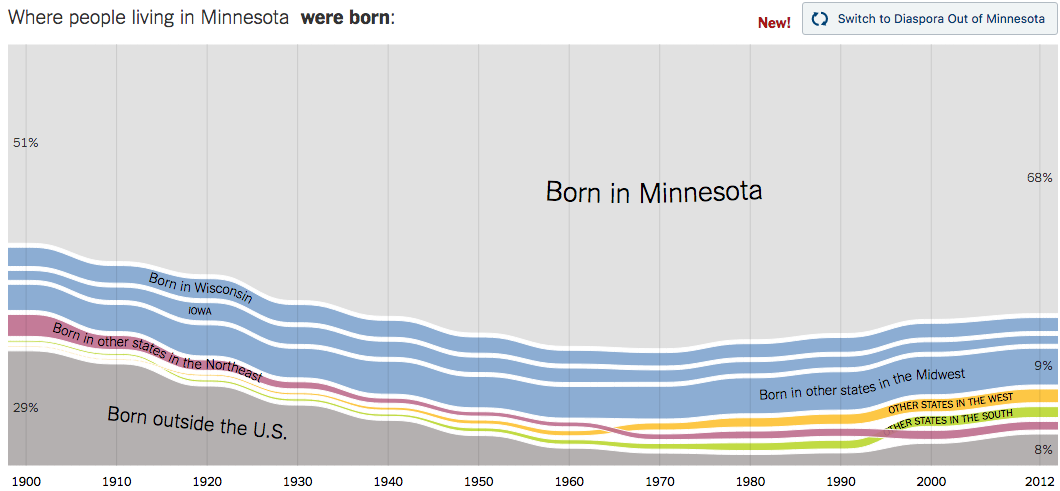 Where people living in Minnesota were born:
New! Switch to Diaspora Out of Minnesota
51%
Born in Minnesota
68%
Born in Wisconsin
IOWA
Born in other states in the Northeast
9%
Born in other states in the Midwest
OTHER STATES IN THE WEST
THER STATES IN THE SOUTH
29%
Born outside the U.S.
8%
1900 1910 1920 1930 1940 1950 1960 1970 1980 1990 2000 2012